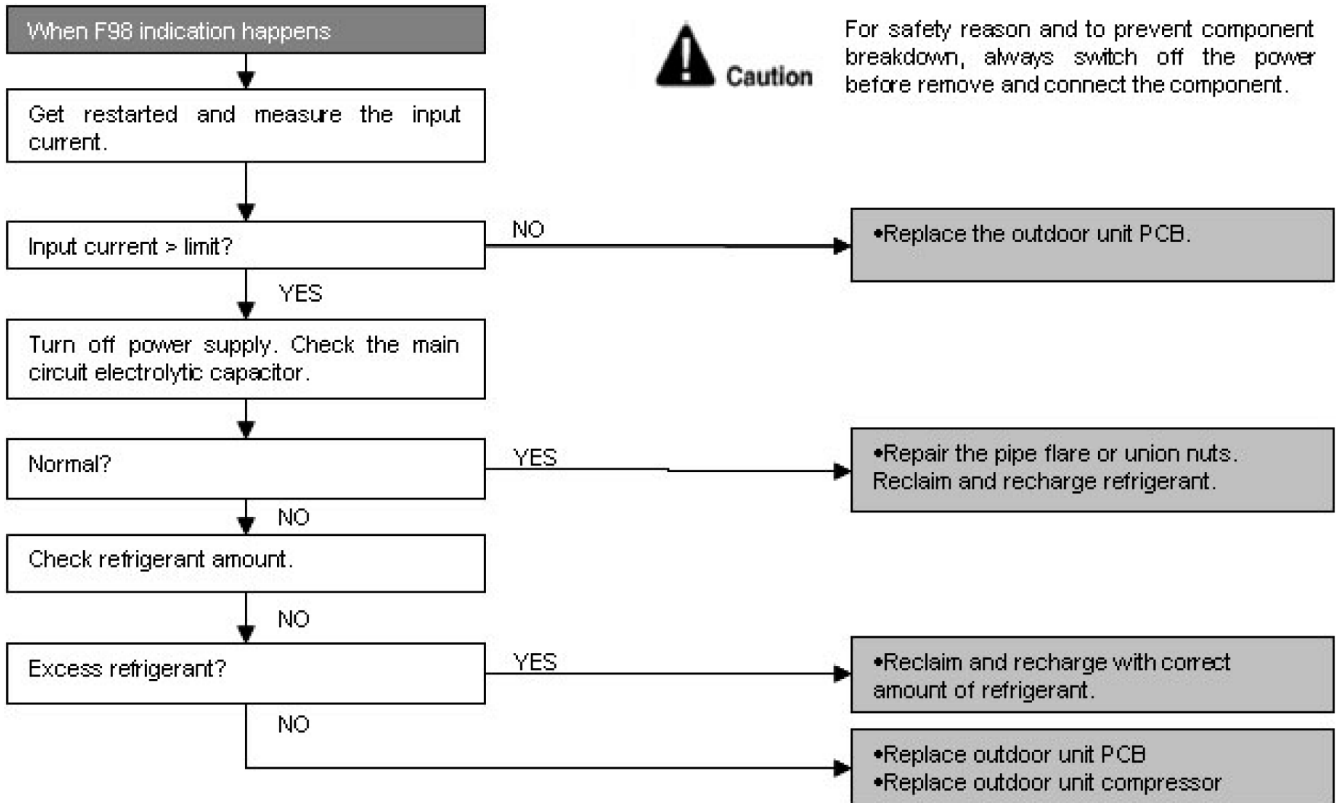 When F98 indication happens
Caution
For safety reason and to prevent component
breakdown, always switch off the power
before remove and connect the component.
Get restarted and measure the input
current.
Input current > limit?
NO
•Replace the outdoor unit PCB.
YES
Turn off power supply. Check the main
circuit electrolytic capacitor.
Normal?
YES
•Repair the pipe flare or union nuts.
Reclaim and recharge refrigerant.
NO
Check refrigerant amount.
NO
Excess refrigerant?
YES
•Reclaim and recharge with correct
amount of refrigerant.
NO
•Replace outdoor unit PCB
•Replace outdoor unit compressor